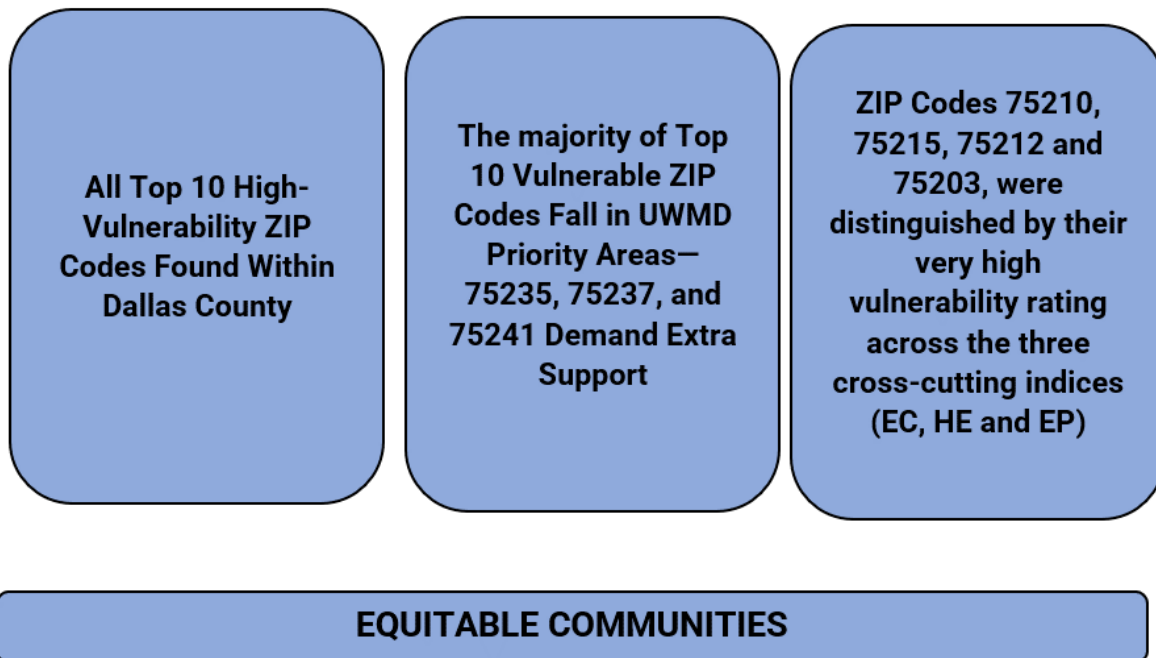 All Top 10 High-
Vulnerability ZIP
Codes Found Within
Dallas County
The majority of Top
10 Vulnerable ZIP
Codes Fall in UWMD
Priority Areas—
75235, 75237, and
75241 Demand Extra
Support
ZIP Codes 75210,
75215, 75212 and
75203, were
distinguished by their
very high
vulnerability rating
across the three
cross-cutting indices
(EC, HE and EP)
EQUITABLE COMMUNITIES